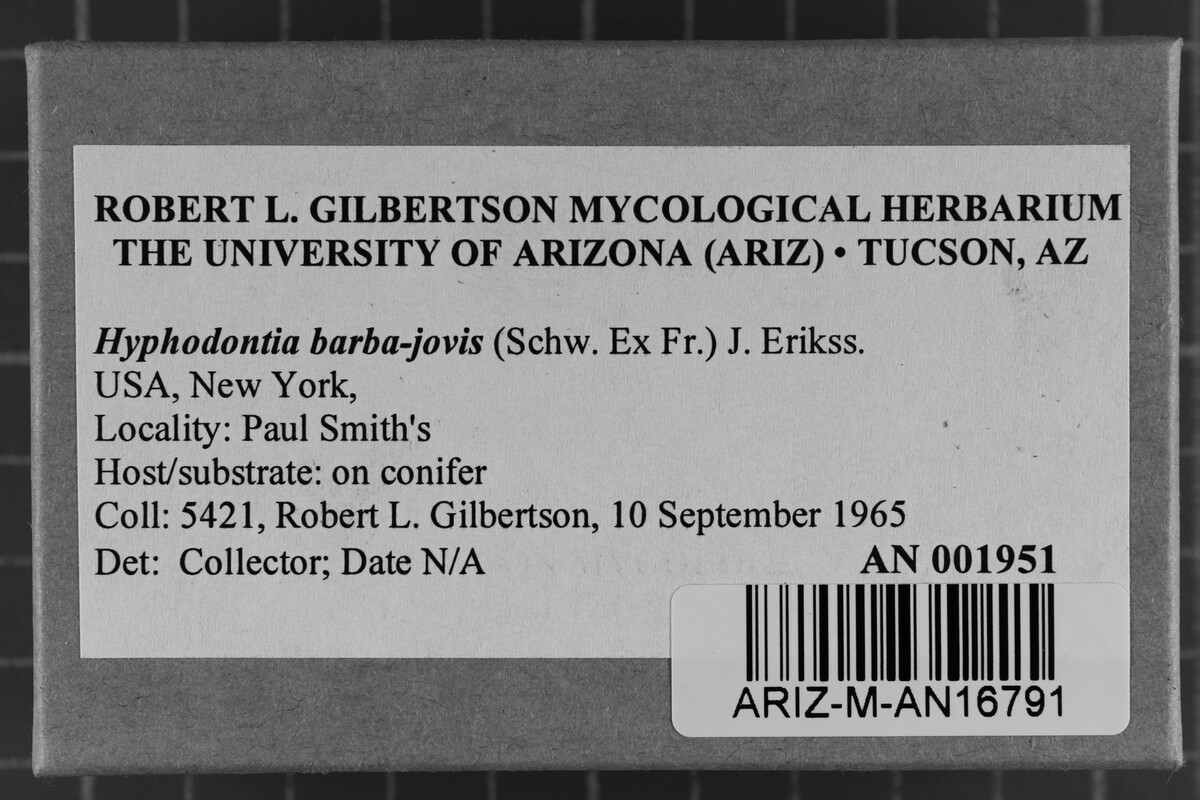 ROBERT L. GILBERTSON MYCOLOGICAL HERBARIUM
THE UNIVERSITY OF ARIZONA (ARIZ) • TUCSON, AZ
Hyphodontia barba-jovis (Schw. Ex Fr.) J. Erikss.
USA, New York,
Locality: Paul Smith's
Host/substrate: on conifer
Coll: 5421, Robert L. Gilbertson, 10 September 1965
Det: Collector; Date N/A
AN 001951
ARIZ-M-AN16791